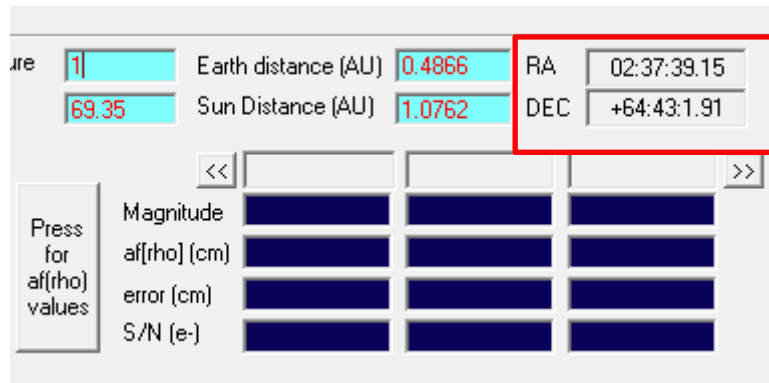 ure 1 Earth distance (AU) 0.4866 RA 02:37:39.15
69.35 Sun Distance (AU) 1.0762 DEC +64:43:1.91
<< >>
Press for af(rho) values
Magnitude
af[rho] (cm)
error (cm)
S/N (e-)